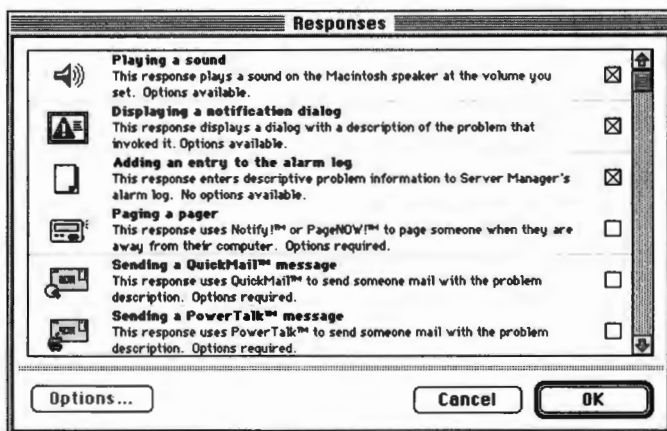 Responses
Playing a sound
This response plays a sound on the Macintosh speaker at the volume you
set. Options available.
Displaying a notification dialog
This response displays a dialog with a description of the problem that
invoked it. Options available.
Adding an entry to the alarm log
This response enters descriptive problem information to Server Manager's
alarm log. No options available.
Paging a pager
This response uses Notify!™ or PageNOW!™ to page someone when they are
away from their computer. Options required.
Sending a QuickMail™ message
This response uses QuickMail™ to send someone mail with the problem
description. Options required.
Sending a PowerTalk™ message
This response uses PowerTalk™ to send someone mail with the problem
description. Options required.
Options...
Cancel
OK